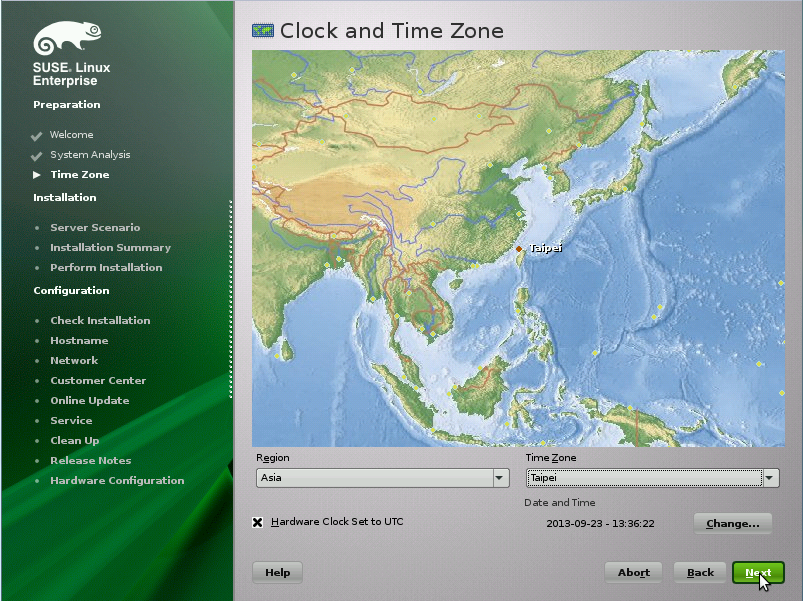 SUSE. Linux
Enterprise
Preparation
Welcome
System Analysis
Time Zone
Installation
Server Scenario
Installation Summary
Perform Installation
Configuration
Check Installation
Hostname
Network
Customer Center
Online Update
Service
Clean Up
Release Notes
Hardware Configuration
Clock and Time Zone
Taipei
Region
Asia
Time Zone
Taipei
Hardware Clock Set to UTC
Date and Time
2013-09-23 - 13:36:22
Change...
Help
Abort
Back
Next